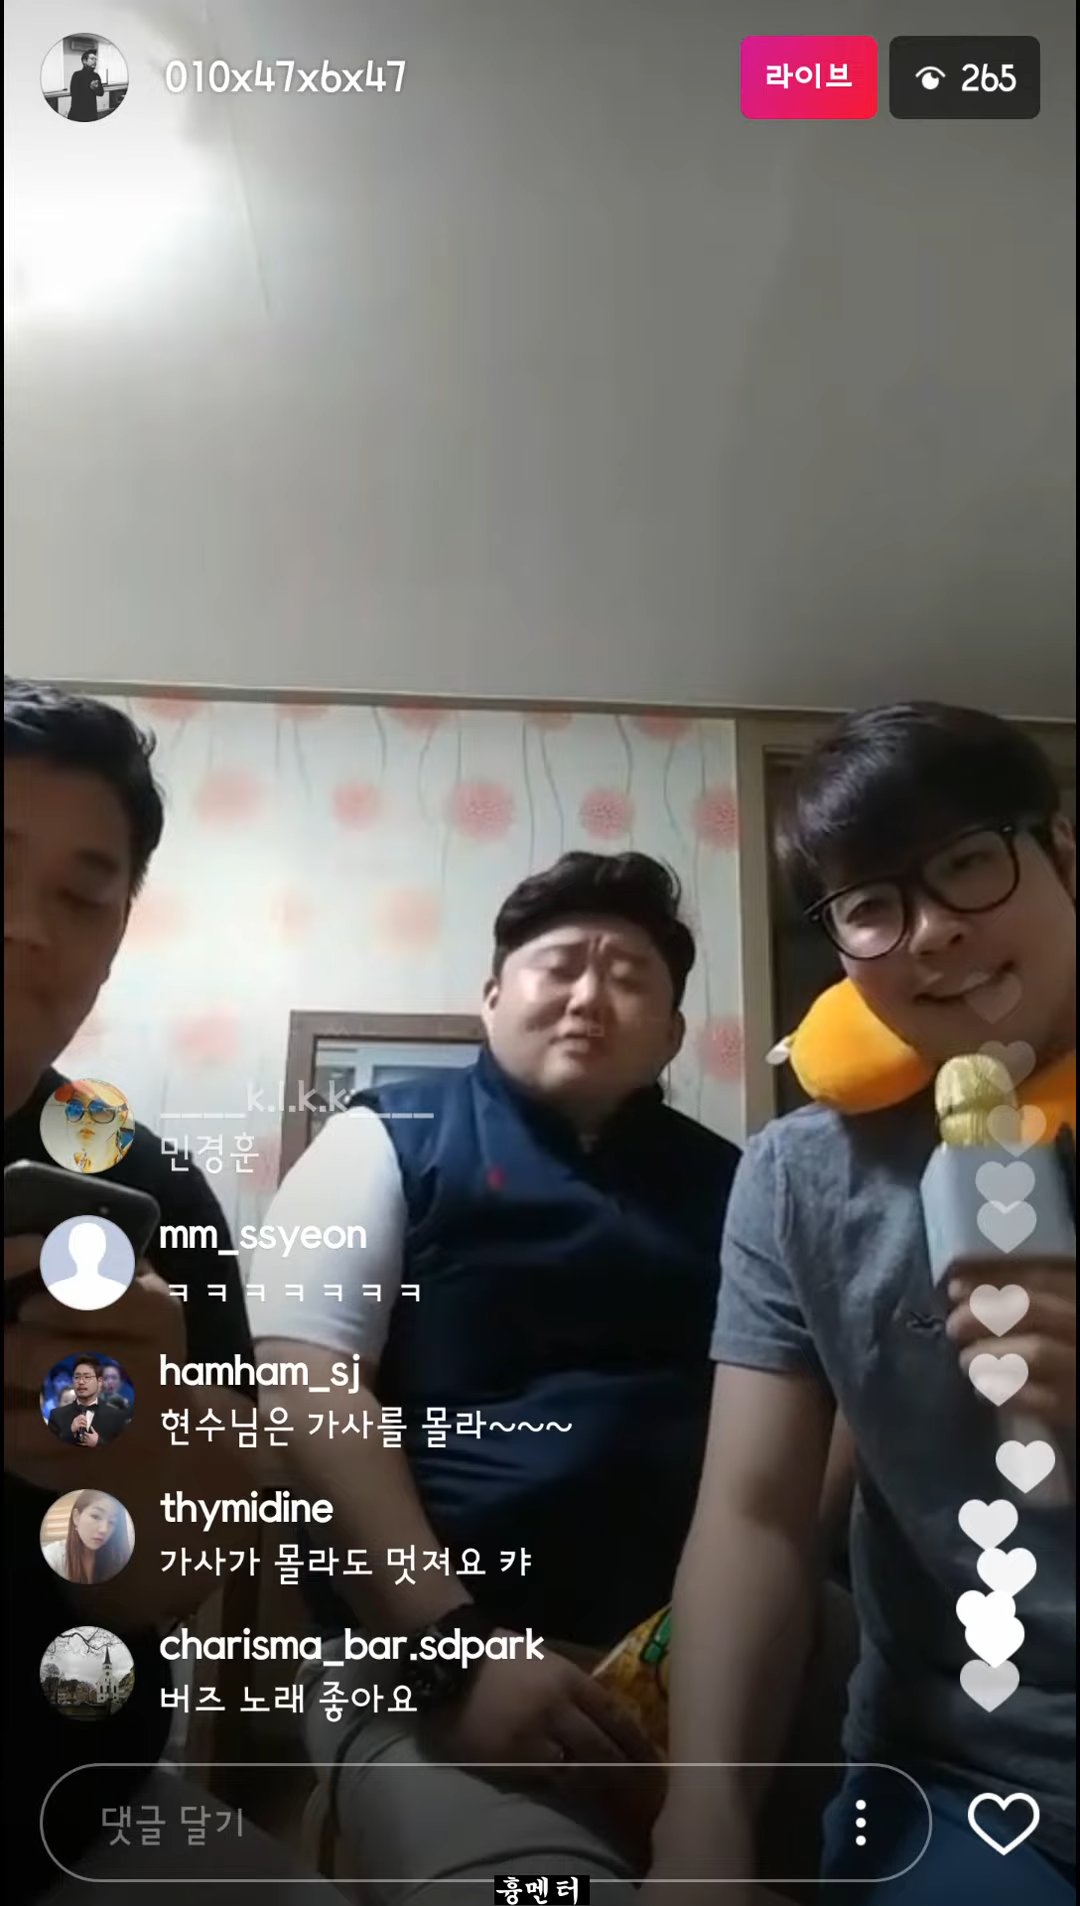 010x47x6x47
라이브
265
____k.i.k.k____
민경훈
mm_ssyeon
ㅋㅋㅋㅋㅋㅋㅋ
hamham_sj
현수님은 가사를 몰라~~~
thymidine
가사가 몰라도 멋져요 캬
charisma_bar.sdpark
버즈 노래 좋아요
댓글 달기
흥멘터